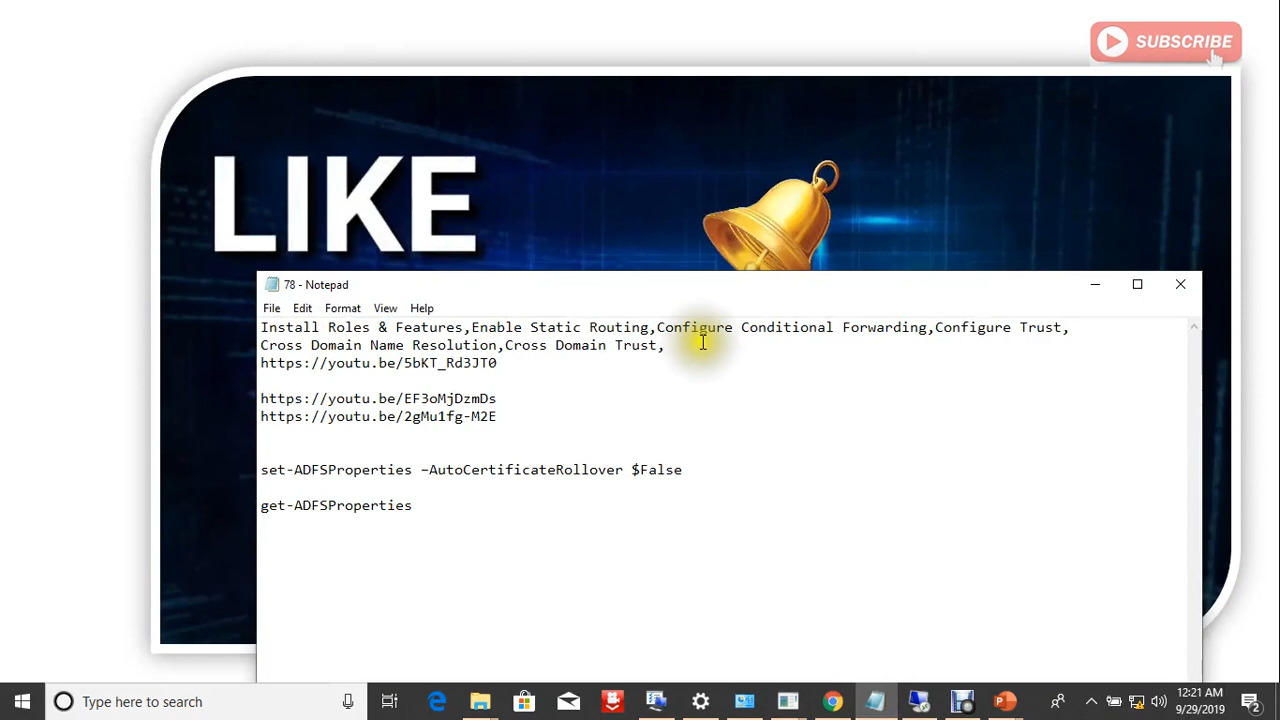 SUBSCRIBE
LIKE
78 - Notepad
File Edit Format View Help
Install Roles & Features,Enable Static Routing,Configure Conditional Forwarding,Configure Trust,
Cross Domain Name Resolution,Cross Domain Trust,
https://youtu.be/5bKT_Rd3JT0
https://youtu.be/EF3oMjDzmDs
https://youtu.be/2gMu1fg-M2E
set-ADFSProperties –AutoCertificateRollover $False
get-ADFSProperties
Type here to search
12:21 AM
9/29/2019
2